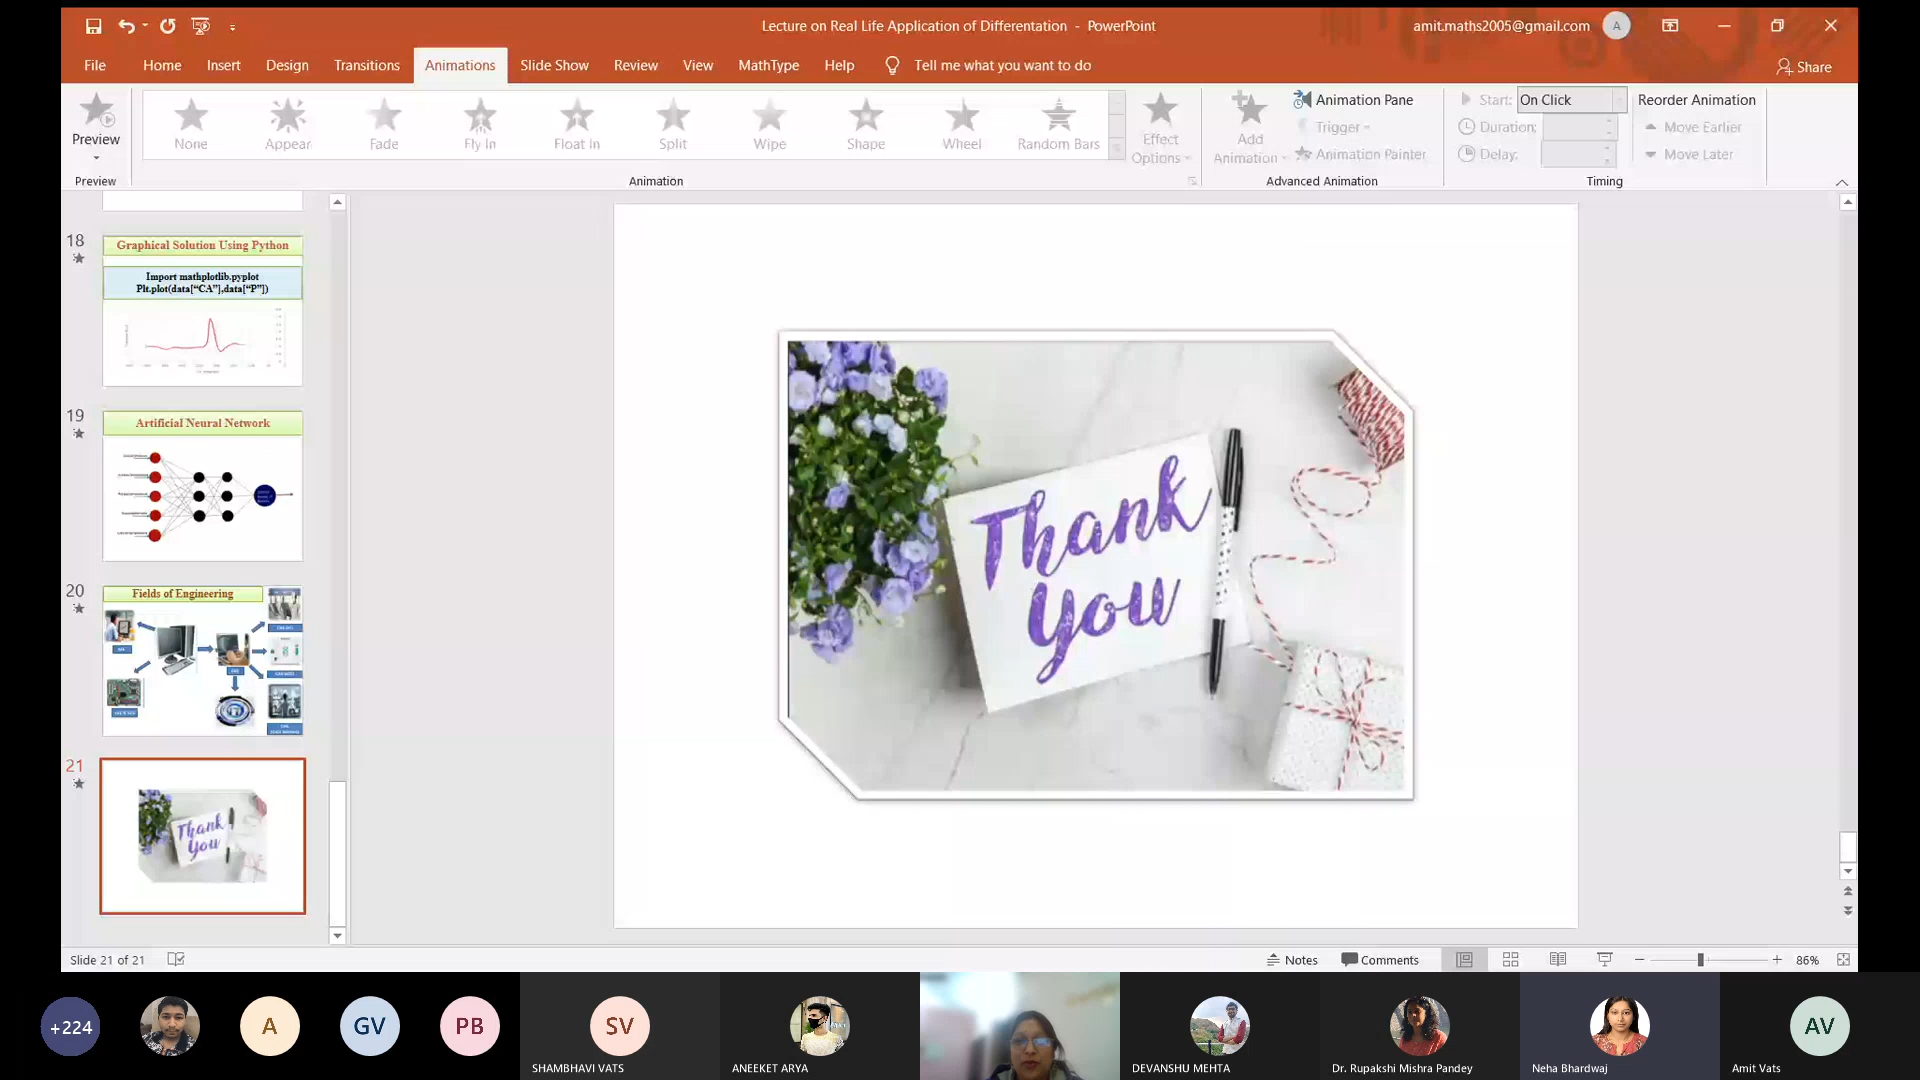 Lecture on Real Life Application of Differentation - PowerPoint
amit.maths2005@gmail.com
A
File Home Insert Design Transitions Animations Slide Show Review View MathType Help Tell me what you want to do
Share
Preview
None Appear Fade Fly In Float In Split Wipe Shape Wheel Random Bars
Effect Options
Add Animation
Animation Pane
Trigger
Animation Painter
Start: On Click
Duration:
Delay:
Reorder Animation
Move Earlier
Move Later
Preview Animation Advanced Animation Timing
18
Graphical Solution Using Python
Import mathplotlib.pyplot
Plt.plot(data[“CA”],data[“P”])
19
Artificial Neural Network
20
Fields of Engineering
21
Thank
You
Thank
You
Slide 21 of 21
Notes Comments 86%
+224 A GV PB SV AV
SHAMBHAVI VATS ANEEKET ARYA DEVANSHU MEHTA Dr. Rupakshi Mishra Pandey Neha Bhardwaj Amit Vats